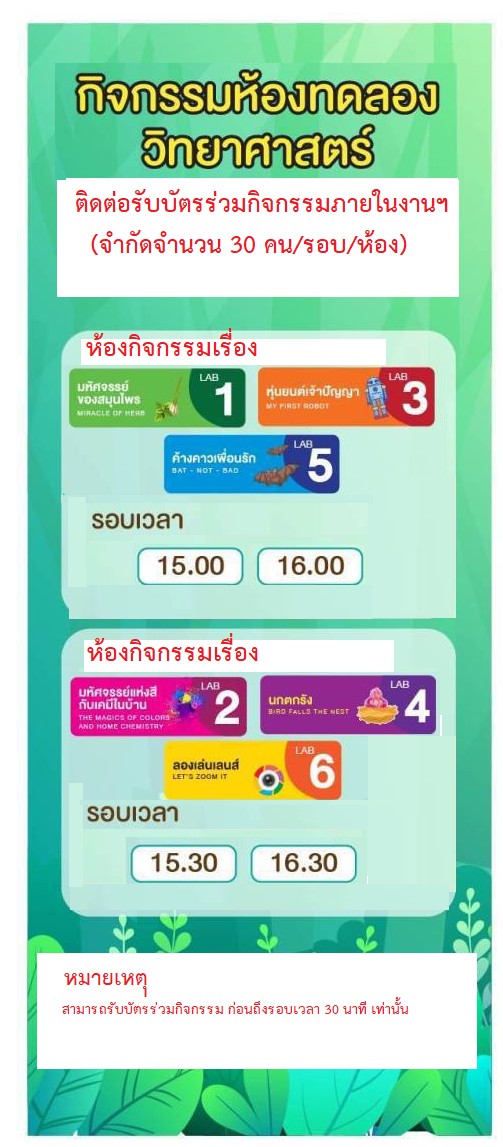 กิจกรรมห้องทดลอง
วิทยาศาสตร์
ติดต่อรับบัตรร่วมกิจกรรมภายในงานฯ
(จำกัดจำนวน 30 คน/รอบ/ห้อง)
ห้องกิจกรรมเรื่อง
มหัศจรรย์
ของสมุนไพร
MIRACLE OF HERB
LAB
1
หุ่นยนต์เจ้าปัญญา
MY FIRST ROBOT
LAB
3
ค้างคาวเพื่อนรัก
BAT - NOT - BAD
LAB
5
รอบเวลา
15.00 16.00
ห้องกิจกรรมเรื่อง
มหัศจรรย์แห่งสี
กับเคมีในบ้าน
THE MAGICS OF COLORS
AND HOME CHEMISTRY
LAB
2
นกตกรัง
BIRD FALLS THE NEST
LAB
4
ลองเล่นเลนส์
LET'S ZOOM IT
LAB
6
รอบเวลา
15.30 16.30
หมายเหตุ
สามารถรับบัตรร่วมกิจกรรม ก่อนถึงรอบเวลา 30 นาที เท่านั้น